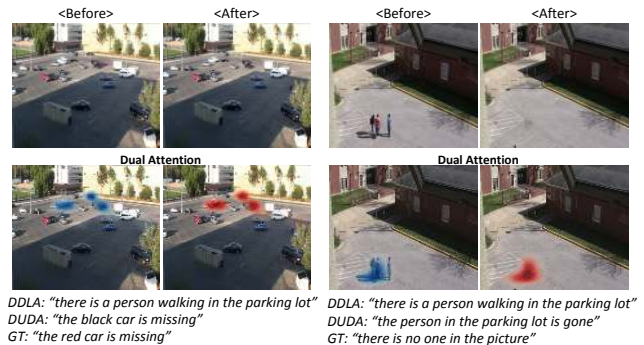 <Before> <After>
<Before> <After>
Dual Attention
Dual Attention
DDLA: “there is a person walking in the parking lot”
DUDA: “the black car is missing”
GT: “the red car is missing”
DDLA: “there is a person walking in the parking lot”
DUDA: “the person in the parking lot is gone”
GT: “there is no one in the picture”